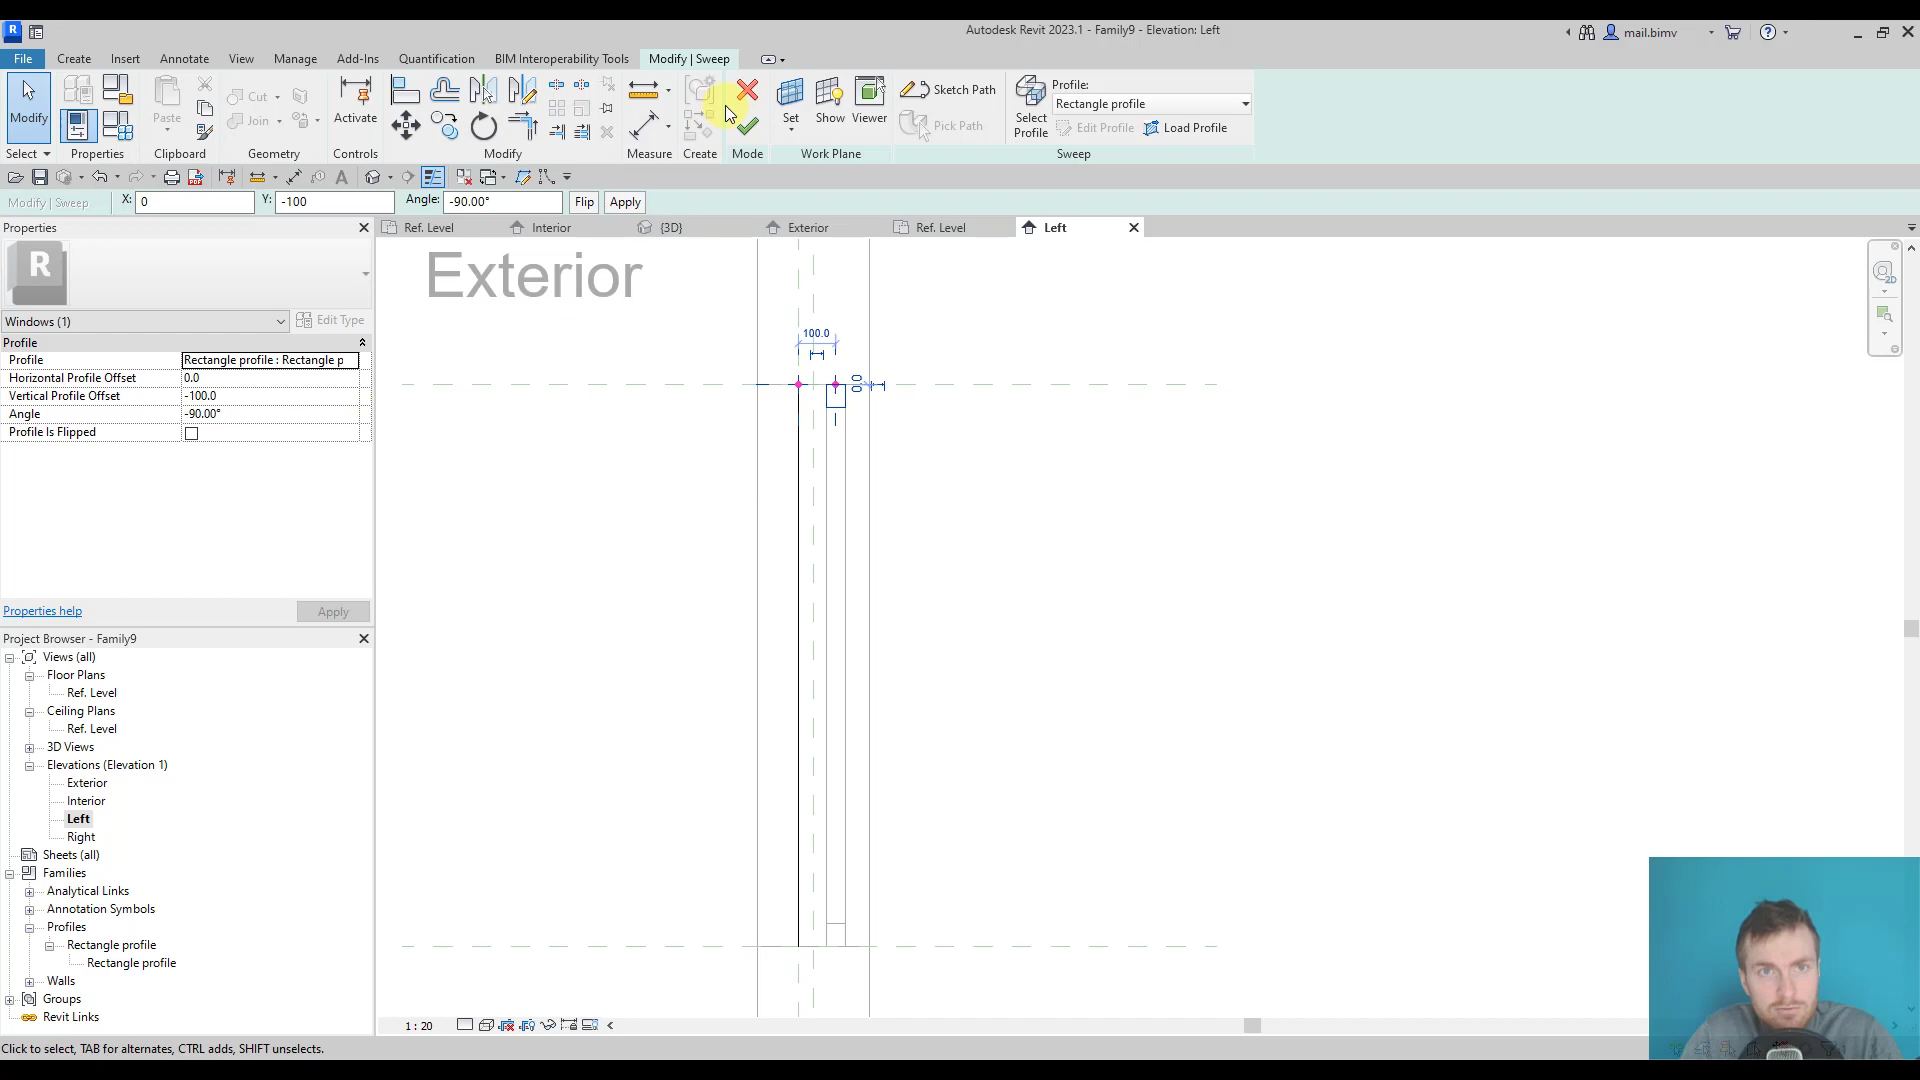 Autodesk Revit 2023.1 - Family9 - Elevation: Left
mail.bimv
File
Create
Insert
Annotate
View
Manage
Add-Ins
Quantification
BIM Interoperability Tools
Modify | Sweep
Modify
Paste
Cut
Join
Activate
Set
Show
Viewer
Sketch Path
Pick Path
Select
Profile
Profile:
Rectangle profile
Edit Profile
Load Profile
Select
Properties
Clipboard
Geometry
Controls
Modify
Measure
Create
Mode
Work Plane
Sweep
Modify | Sweep
X:
0
Y:
-100
Angle:
-90.00°
Flip
Apply
Properties
Ref. Level
Interior
{3D}
Exterior
Ref. Level
Left
R
Windows (1)
Edit Type
Profile
Profile
Rectangle profile : Rectangle p
Horizontal Profile Offset
0.0
Vertical Profile Offset
-100.0
Angle
-90.00°
Profile Is Flipped
Properties help
Apply
Project Browser - Family9
Views (all)
Floor Plans
Ref. Level
Ceiling Plans
Ref. Level
3D Views
Elevations (Elevation 1)
Exterior
Interior
Left
Right
Sheets (all)
Families
Analytical Links
Annotation Symbols
Profiles
Rectangle profile
Rectangle profile
Walls
Groups
Revit Links
Exterior
100.0
0.0
2D
1 : 20
Click to select, TAB for alternates, CTRL adds, SHIFT unselects.